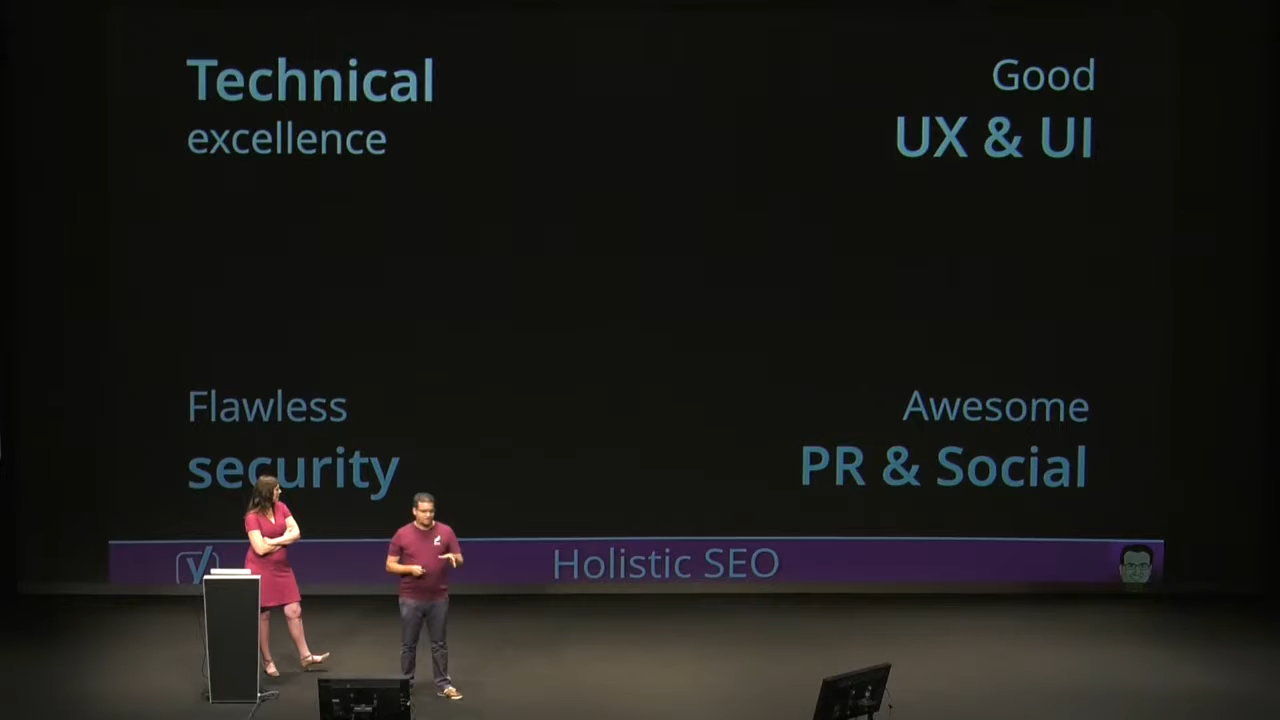 Technical
excellence
Good
UX & UI
Flawless
security
Awesome
PR & Social
Holistic SEO